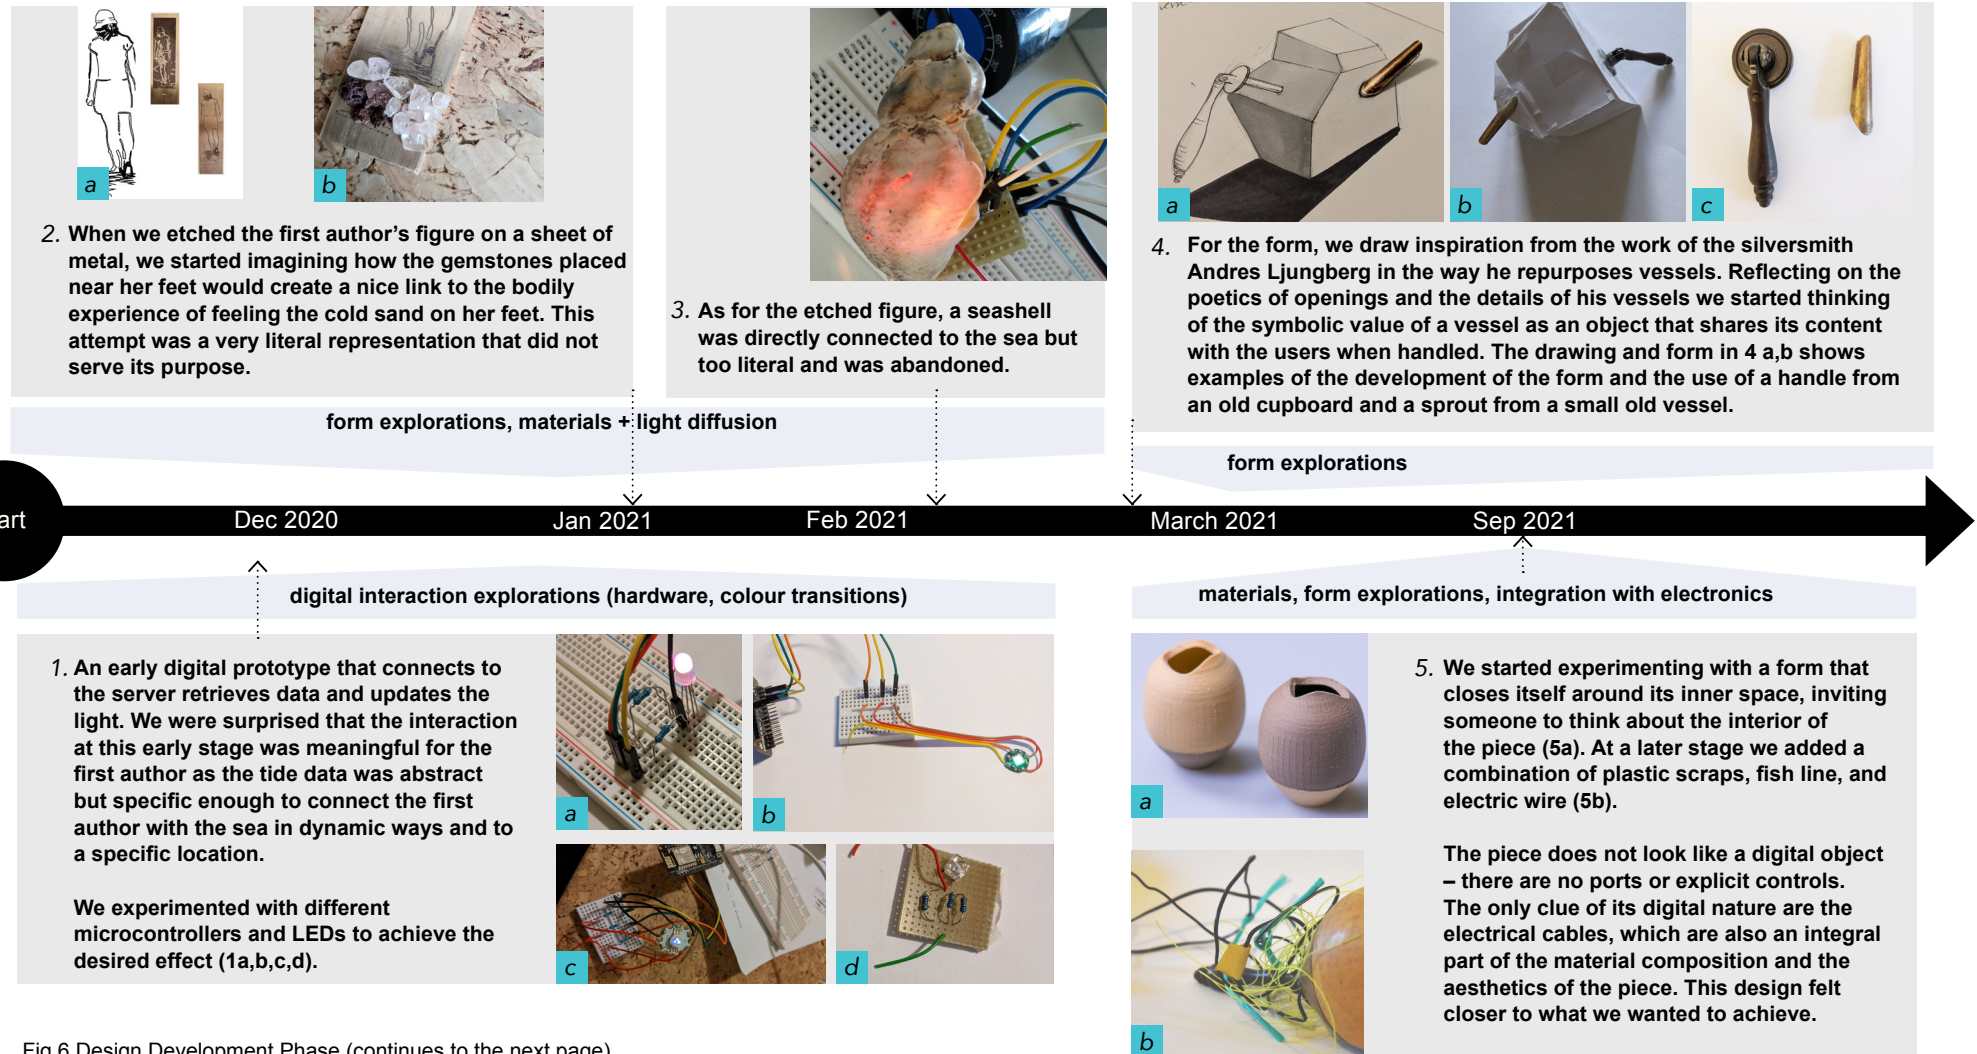 a
b
2. When we etched the first author’s figure on a sheet of
metal, we started imagining how the gemstones placed
near her feet would create a nice link to the bodily
experience of feeling the cold sand on her feet. This
attempt was a very literal representation that did not
serve its purpose.
3. As for the etched figure, a seashell
was directly connected to the sea but
too literal and was abandoned.
a
b
c
4. For the form, we draw inspiration from the work of the silversmith
Andres Ljungberg in the way he repurposes vessels. Reflecting on the
poetics of openings and the details of his vessels we started thinking
of the symbolic value of a vessel as an object that shares its content
with the users when handled. The drawing and form in 4 a,b shows
examples of the development of the form and the use of a handle from
an old cupboard and a sprout from a small old vessel.
form explorations, materials + light diffusion
form explorations
art
Dec 2020
Jan 2021
Feb 2021
March 2021
Sep 2021
digital interaction explorations (hardware, colour transitions)
materials, form explorations, integration with electronics
1. An early digital prototype that connects to
the server retrieves data and updates the
light. We were surprised that the interaction
at this early stage was meaningful for the
first author as the tide data was abstract
but specific enough to connect the first
author with the sea in dynamic ways and to
a specific location.
We experimented with different
microcontrollers and LEDs to achieve the
desired effect (1a,b,c,d).
a
b
c
d
a
b
5. We started experimenting with a form that
closes itself around its inner space, inviting
someone to think about the interior of
the piece (5a). At a later stage we added a
combination of plastic scraps, fish line, and
electric wire (5b).
The piece does not look like a digital object
– there are no ports or explicit controls.
The only clue of its digital nature are the
electrical cables, which are also an integral
part of the material composition and the
aesthetics of the piece. This design felt
closer to what we wanted to achieve.
Fig 6 Design Development Phase (continues to the next page)